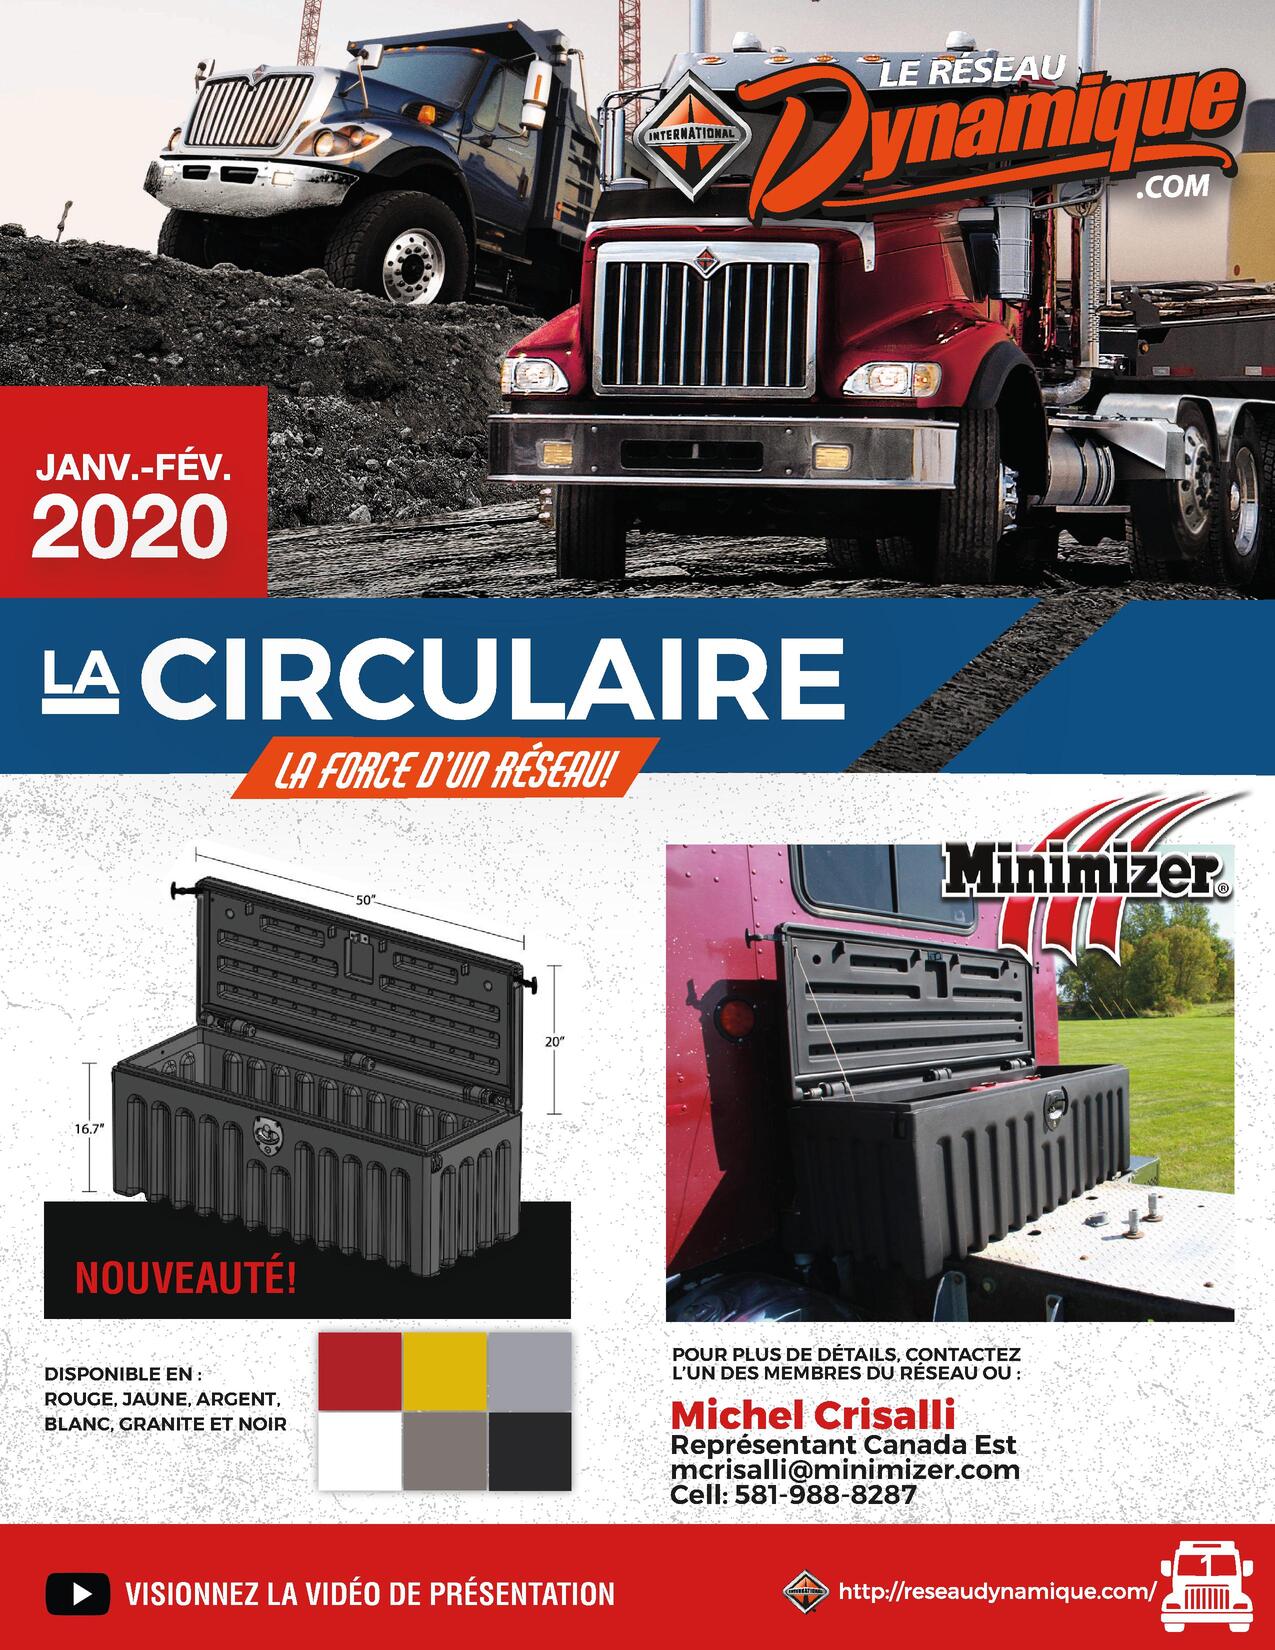 LE RÉSEAU
INTERNATIONAL
Dynamique
.COM
JANV.-FÉV.
2020
LA CIRCULAIRE
LA FORCE D'UN RÉSEAU!
50"
20"
16.7"
NOUVEAUTÉ!
DISPONIBLE EN :
ROUGE, JAUNE, ARGENT,
BLANC, GRANITE ET NOIR
Minimizer®
POUR PLUS DE DÉTAILS, CONTACTEZ
L'UN DES MEMBRES DU RÉSEAU OU :
Michel Crisalli
Représentant Canada Est
mcrisalli@minimizer.com
Cell: 581-988-8287
VISIONNEZ LA VIDÉO DE PRÉSENTATION
INTERNATIONAL
http://reseaudynamique.com/
1